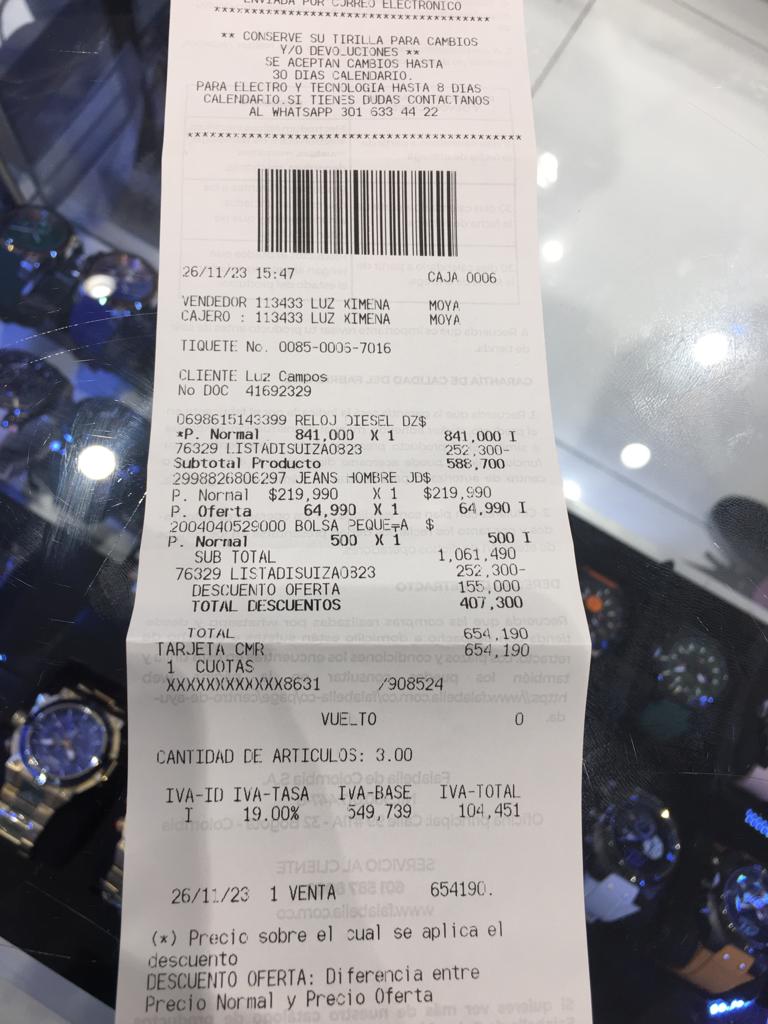 ENVIADA POR CORREO ELECTRONICO
****************************************
** CONSERVE SU TIRILLA PARA CAMBIOS
Y/O DEVOLUCIONES **
SE ACEPTAN CAMBIOS HASTA
30 DIAS CALENDARIO.
PARA ELECTRO Y TECNOLOGIA HASTA 8 DIAS
CALENDARIO.SI TIENES DUDAS CONTACTANOS
AL WHATSAPP 301 633 44 22
****************************************
26/11/23 15:47 CAJA 0006
VENDEDOR 113433 LUZ XIMENA MOYA
CAJERO : 113433 LUZ XIMENA MOYA
TIQUETE No. 0085-0006-7016
CLIENTE Luz Campos
No DOC 41692329
0698615143399 RELOJ DIESEL DZ$
*P. Normal 841,000 X 1 841,000 I
76329 LISTADISUIZA0823 252,300-
Subtotal Producto 588,700
2998826806297 JEANS HOMBRE JD$
P. Normal $219,990 X 1 $219,990
P. Oferta 64,990 X 1 64,990 I
2004040529000 BOLSA PEQUE¬A $
P. Normal 500 X 1 500 I
SUB TOTAL 1,061,490
76329 LISTADISUIZA0823 252,300-
DESCUENTO OFERTA 155,000
TOTAL DESCUENTOS 407,300
TOTAL 654,190
TARJETA CMR 654,190
1 CUOTAS
XXXXXXXXXXXX8631 /908524
VUELTO 0
CANTIDAD DE ARTICULOS: 3.00
IVA-ID IVA-TASA IVA-BASE IVA-TOTAL
I 19.00% 549,739 104,451
26/11/23 1 VENTA 654190.
(*) Precio sobre el cual se aplica el
descuento
DESCUENTO OFERTA: Diferencia entre
Precio Normal y Precio Oferta